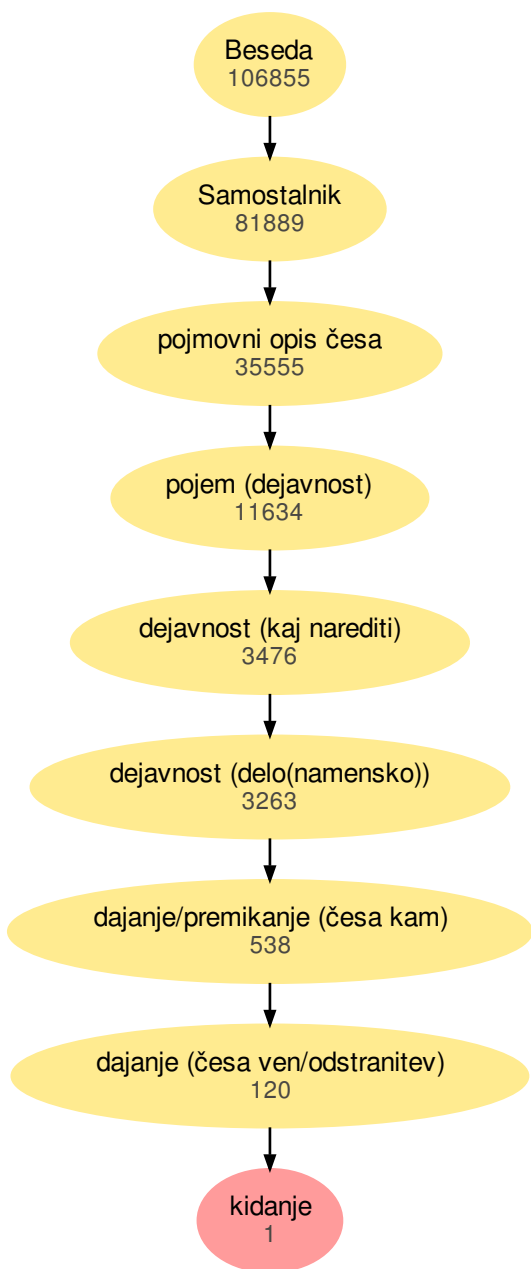 Beseda
106855
Samostalnik
81889
pojmovni opis česa
35555
pojem (dejavnost)
11634
dejavnost (kaj narediti)
3476
dejavnost (delo(namensko))
3263
dajanje/premikanje (česa kam)
538
dajanje (česa ven/odstranitev)
120
kidanje
1